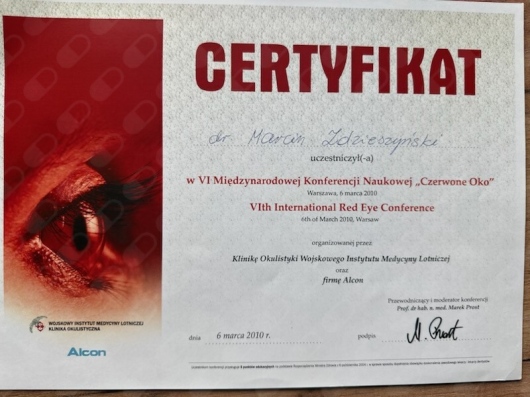 CERTYFIKAT
dr. Marcin Zdzieszyński
uczestniczył(-a)
w VI Międzynarodowej Konferencji Naukowej „Czerwone Oko”
Warszawa, 6 marca 2010
VIth International Red Eye Conference
6th of March 2010, Warsaw
organizowanej przez
Klinikę Okulistyki Wojskowego Instytutu Medycyny Lotniczej
oraz
firmę Alcon
Przewodniczący i moderator konferencji
Prof. dr hab. n. med. Marek Prost
WOJSKOWY INSTYTUT MEDYCYNY LOTNICZEJ
KLINIKA OKULISTYCZNA
Alcon
dnia 6 marca 2010 r. podpis M. Prost